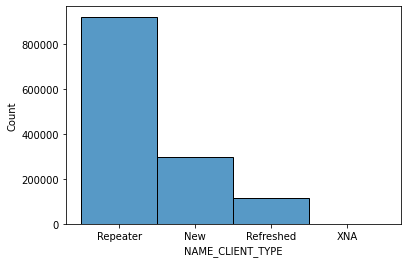 800000
600000
400000
200000
0
Count
Repeater New Refreshed XNA
NAME_CLIENT_TYPE